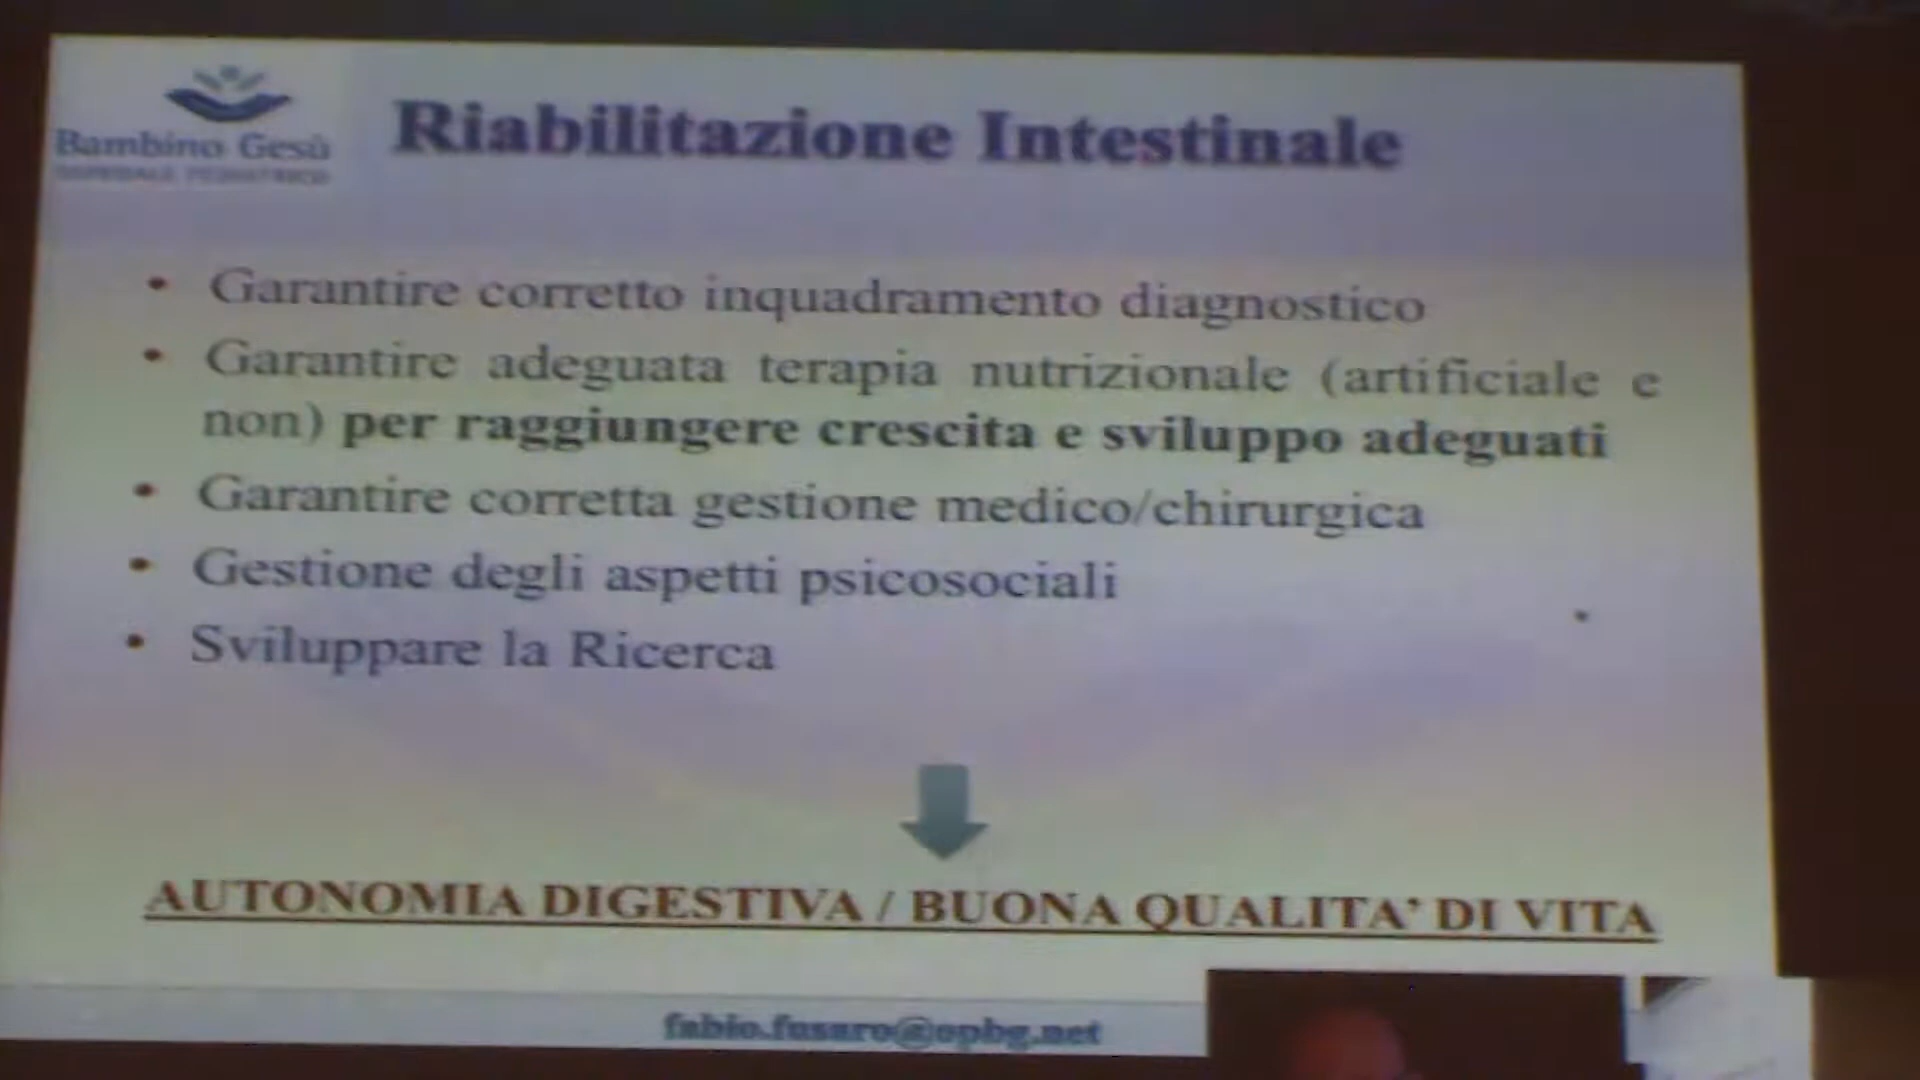 Bambino Gesù
OSPEDALE PEDIATRICO
Riabilitazione Intestinale
• Garantire corretto inquadramento diagnostico
• Garantire adeguata terapia nutrizionale (artificiale e
non) per raggiungere crescita e sviluppo adeguati
• Garantire corretta gestione medico/chirurgica
• Gestione degli aspetti psicosociali
• Sviluppare la Ricerca
AUTONOMIA DIGESTIVA / BUONA QUALITA' DI VITA
fabio.fusaro@opbg.net